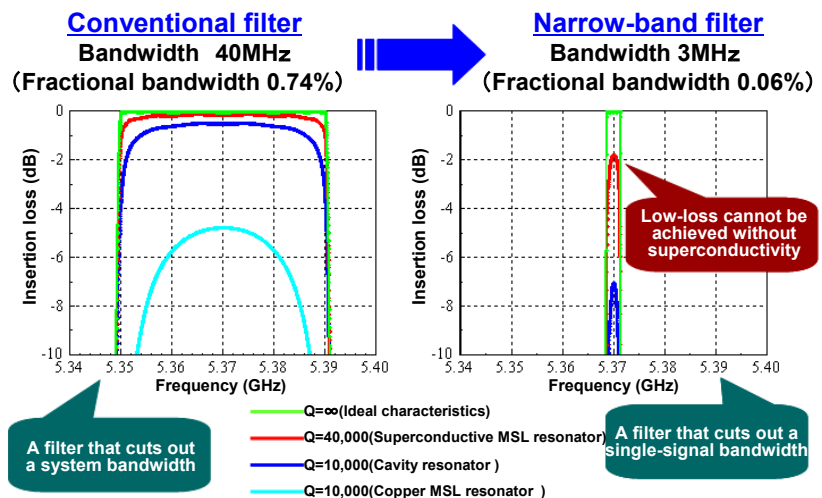 Conventional filter
Bandwidth 40MHz
(Fractional bandwidth 0.74%)
Narrow-band filter
Bandwidth 3MHz
(Fractional bandwidth 0.06%)
Insertion loss (dB)
0
-2
-4
-6
-8
-10
5.34
5.35
5.36
5.37
5.38
5.39
5.40
Frequency (GHz)
Insertion loss (dB)
0
-2
-4
-6
-8
-10
5.34
5.35
5.36
5.37
5.38
5.39
5.40
Frequency (GHz)
Low-loss cannot be
achieved without
superconductivity
A filter that cuts out
a system bandwidth
Q=∞(Ideal characteristics)
Q=40,000(Superconductive MSL resonator)
Q=10,000(Cavity resonator )
Q=10,000(Copper MSL resonator )
A filter that cuts out a
single-signal bandwidth